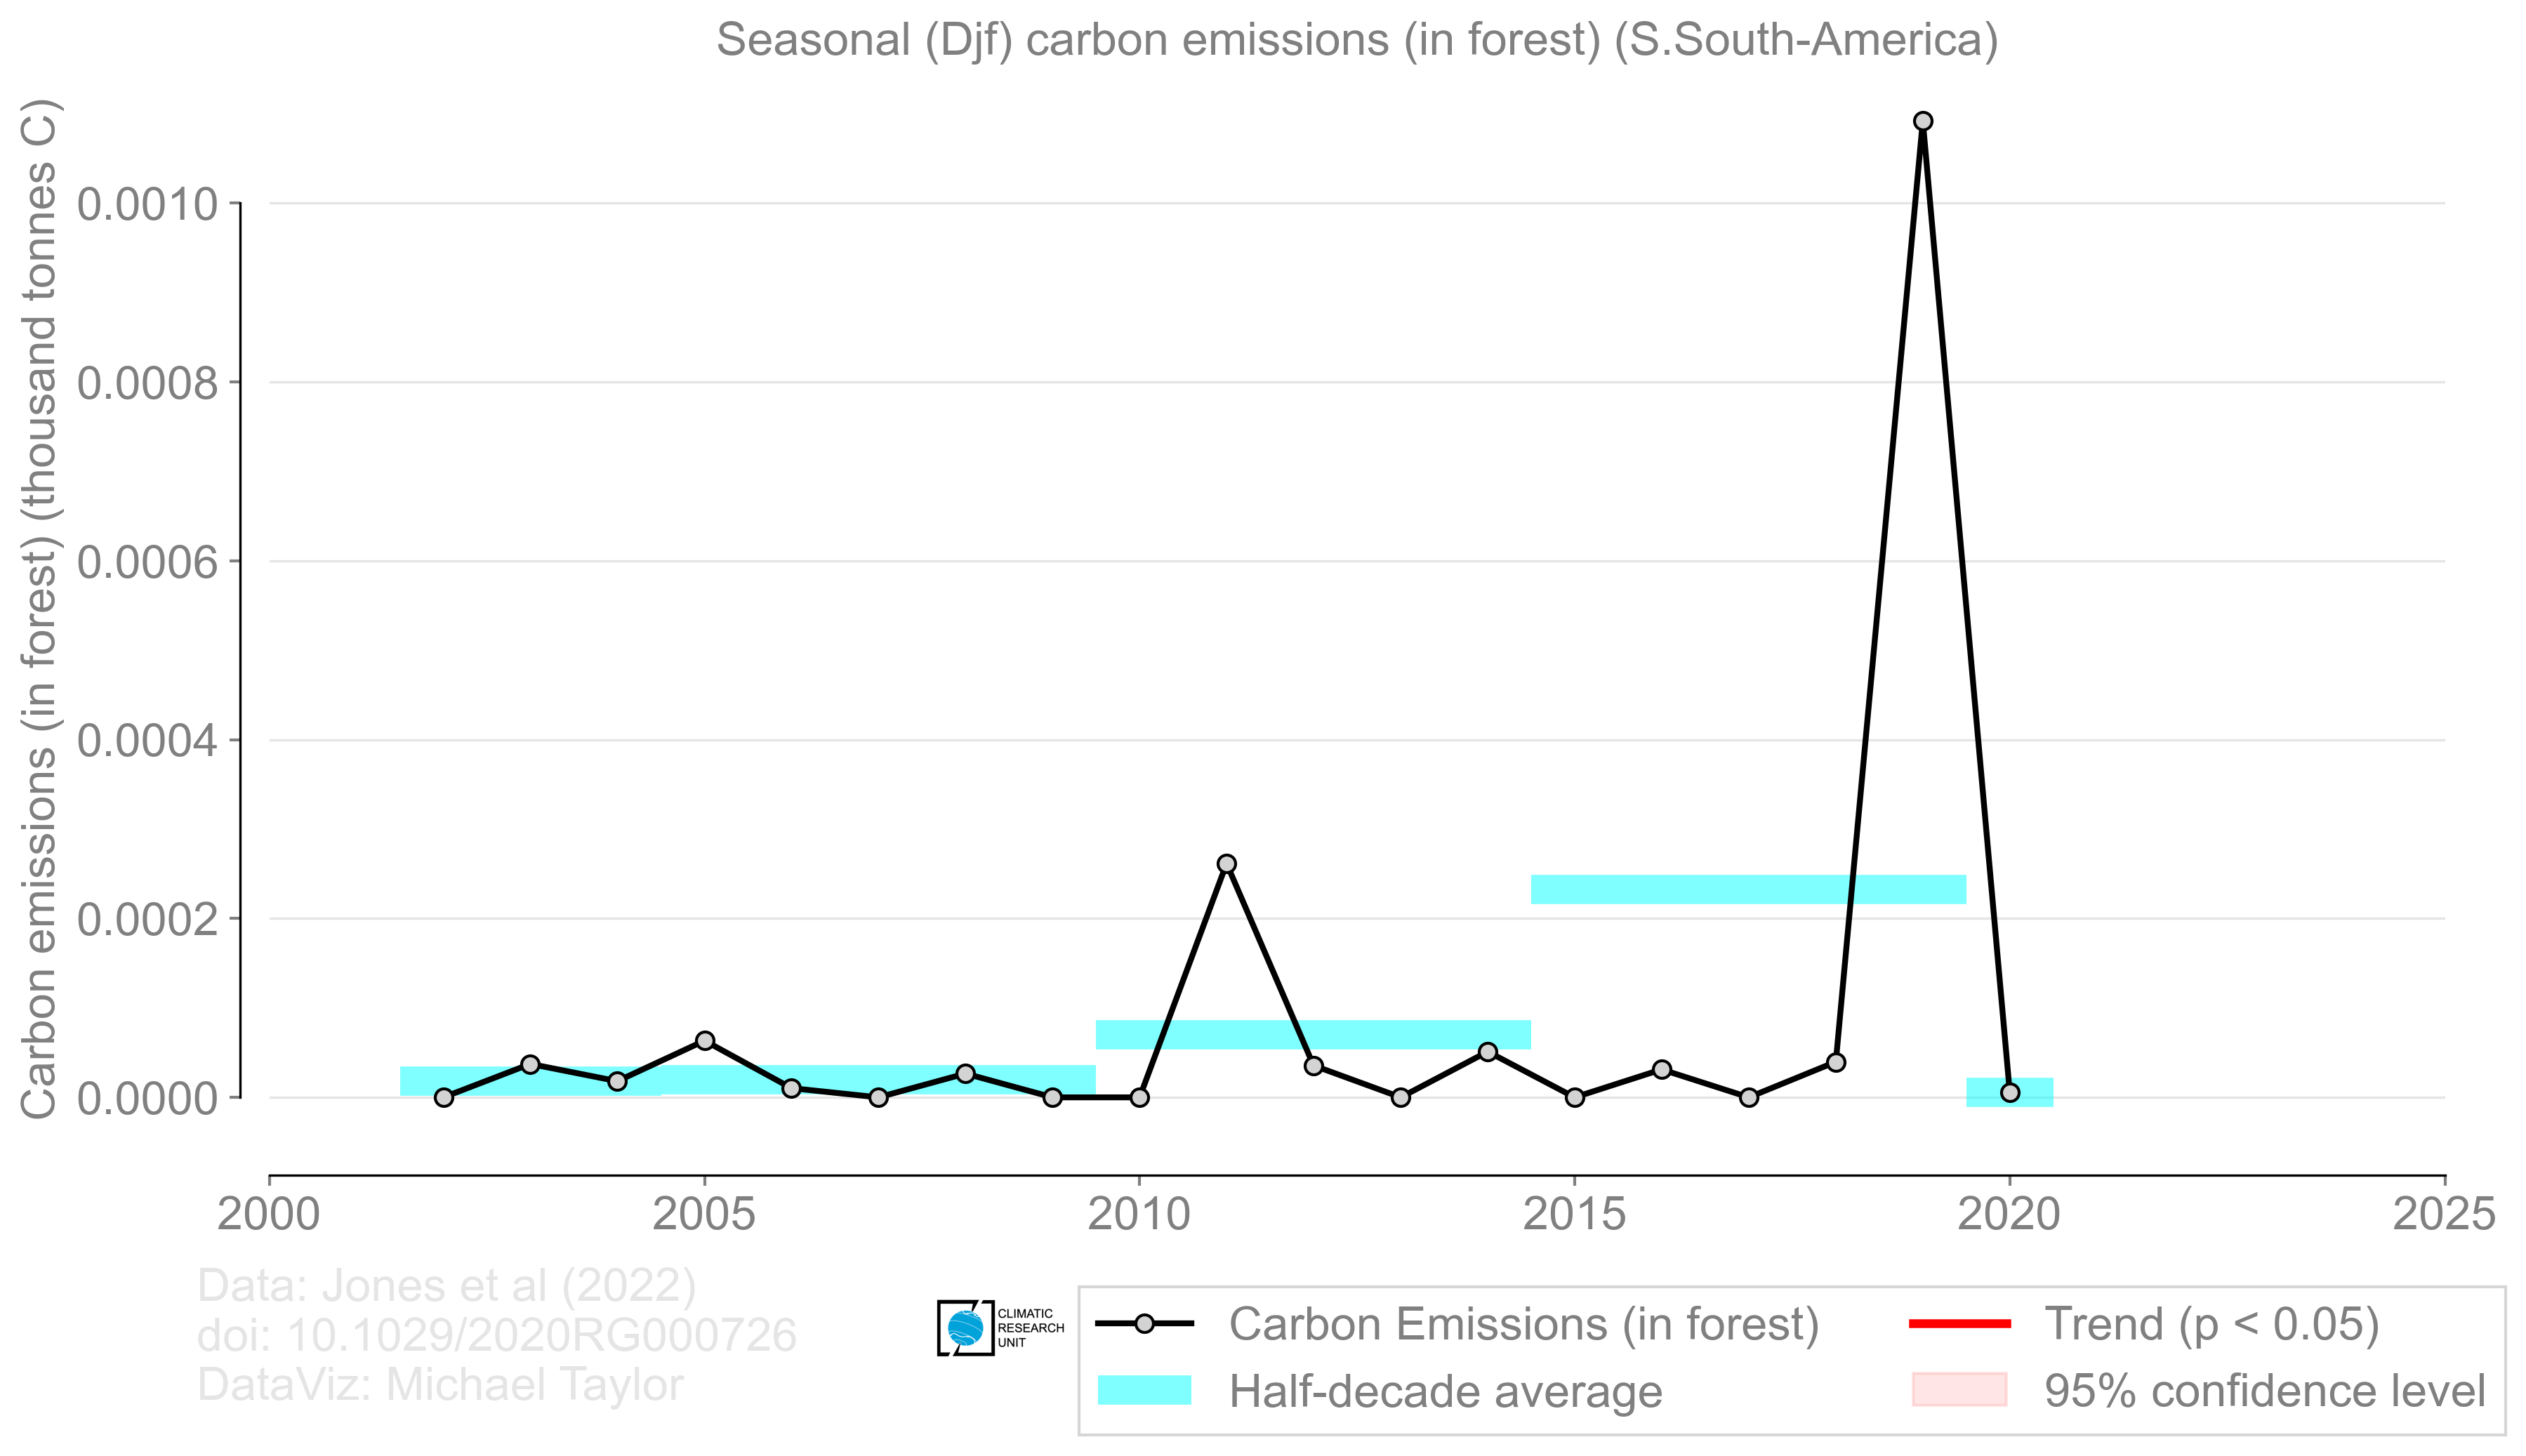 Seasonal (Djf) carbon emissions (in forest) (S.South-America)
Carbon emissions (in forest) (thousand tonnes C)
0.0010
0.0008
0.0006
0.0004
0.0002
0.0000
2000 2005 2010 2015 2020 2025
Data: Jones et al (2022)
doi: 10.1029/2020RG000726
DataViz: Michael Taylor
CLIMATIC
RESEARCH
UNIT
Carbon Emissions (in forest)
Half-decade average
Trend (p < 0.05)
95% confidence level